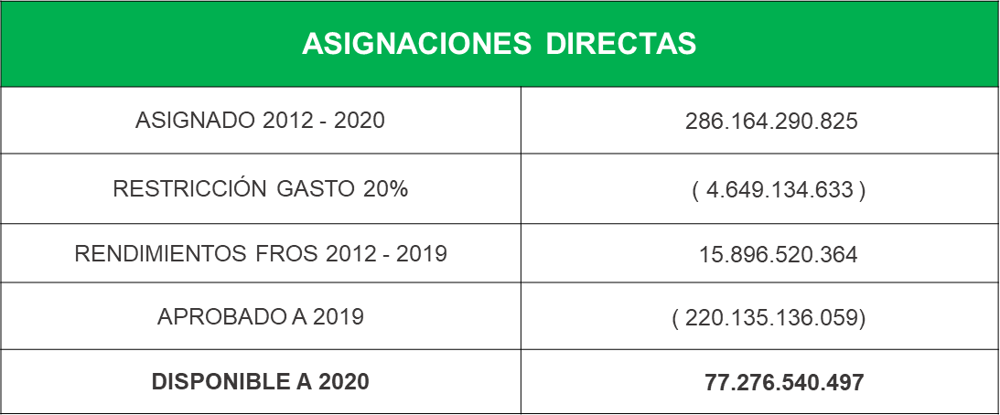 ASIGNACIONES DIRECTAS
ASIGNADO 2012 - 2020 286.164.290.825
RESTRICCIÓN GASTO 20% ( 4.649.134.633 )
RENDIMIENTOS FROS 2012 - 2019 15.896.520.364
APROBADO A 2019 ( 220.135.136.059)
DISPONIBLE A 2020 77.276.540.497